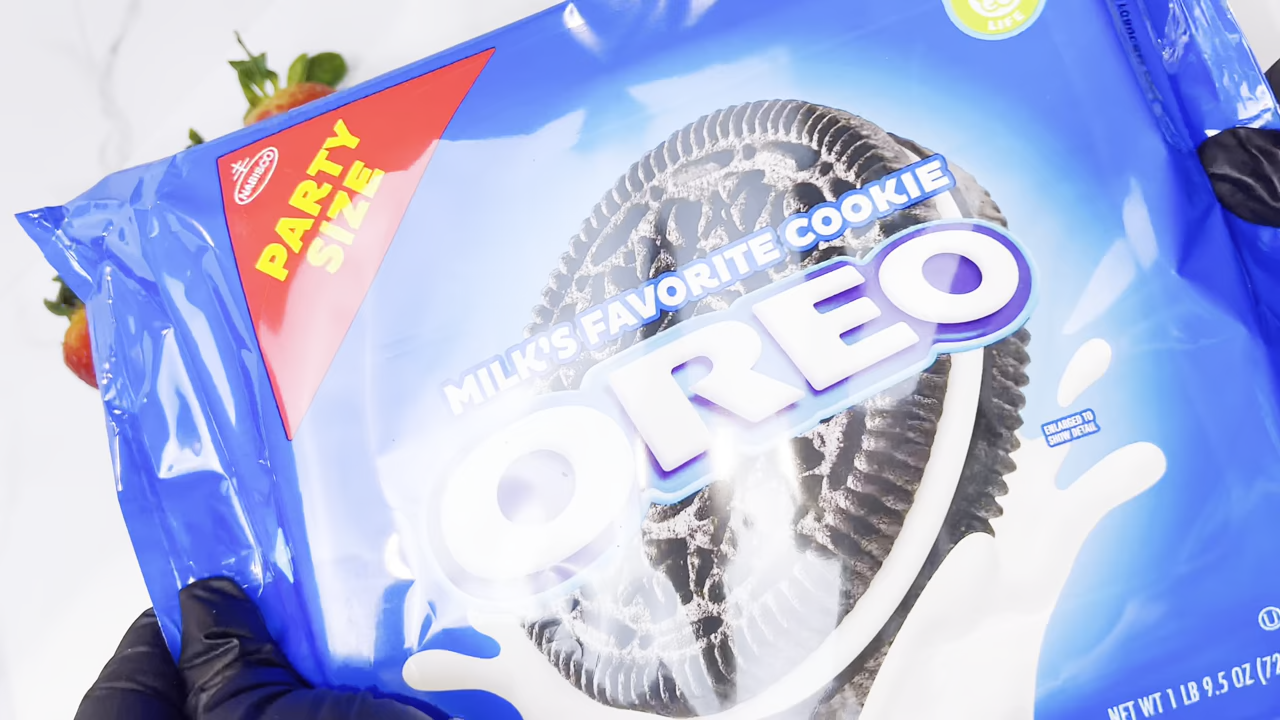 LIFE
NABISCO
PARTY
SIZE
MILK'S FAVORITE COOKIE
OREO
ENLARGED TO
SHOW DETAIL
U
NET WT 1 LB 9.5 OZ (72